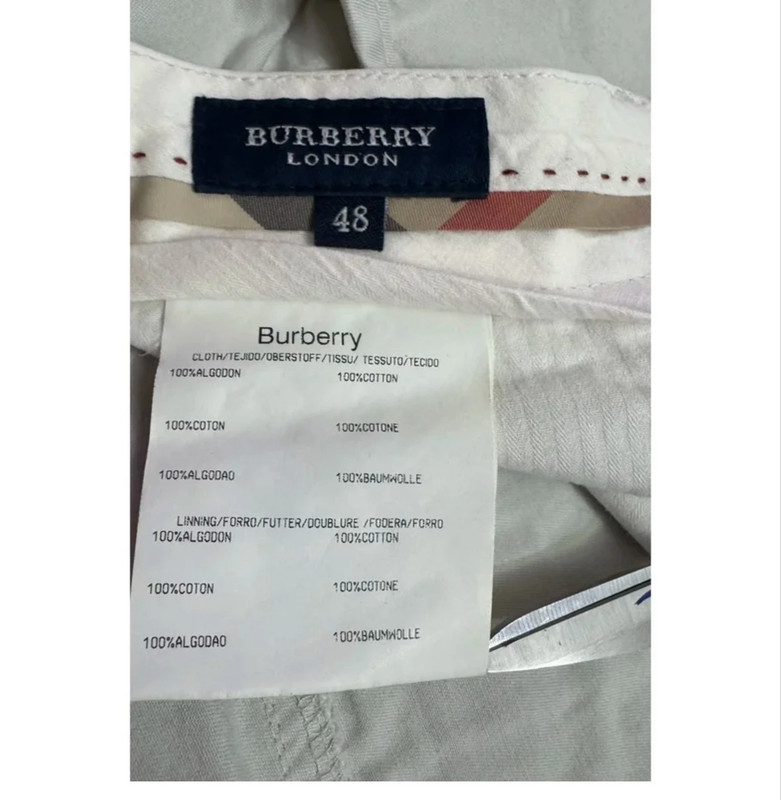 BURBERRY
LONDON
48
Burberry
CLOTH/TEJIDO/OBERSTOFF/TISSU/ TESSUTO/TECIDO
100%ALGODON 100%COTTON
100%COTON 100%COTONE
100%ALGODAO 100%BAUMWOLLE
LINNING/FORRO/FUTTER/DOUBLURE /FODERA/FORRO
100%ALGODON 100%COTTON
100%COTON 100%COTONE
100%ALGODAO 100%BAUMWOLLE